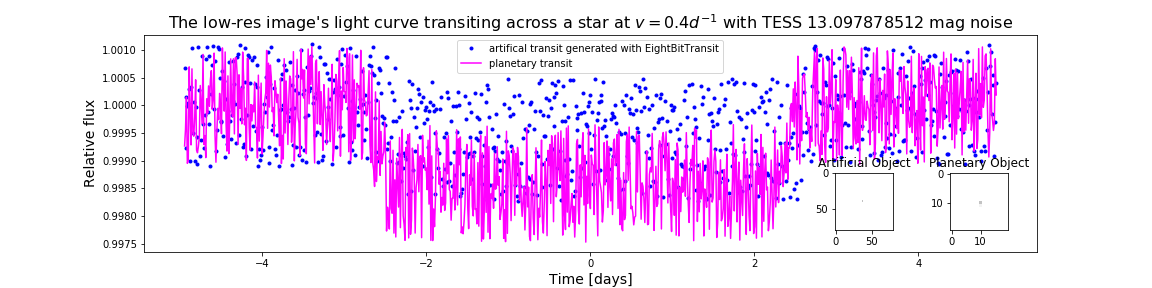 The low-res image's light curve transiting across a star at v = 0.4d⁻¹ with TESS 13.097878512 mag noise
artifical transit generated with EightBitTransit
planetary transit
Relative flux
1.0010
1.0005
1.0000
0.9995
0.9990
0.9985
0.9980
0.9975
Artificial Object
0
50
0 50
Planetary Object
0
10
0 10
−4 −2 0 2 4
Time [days]